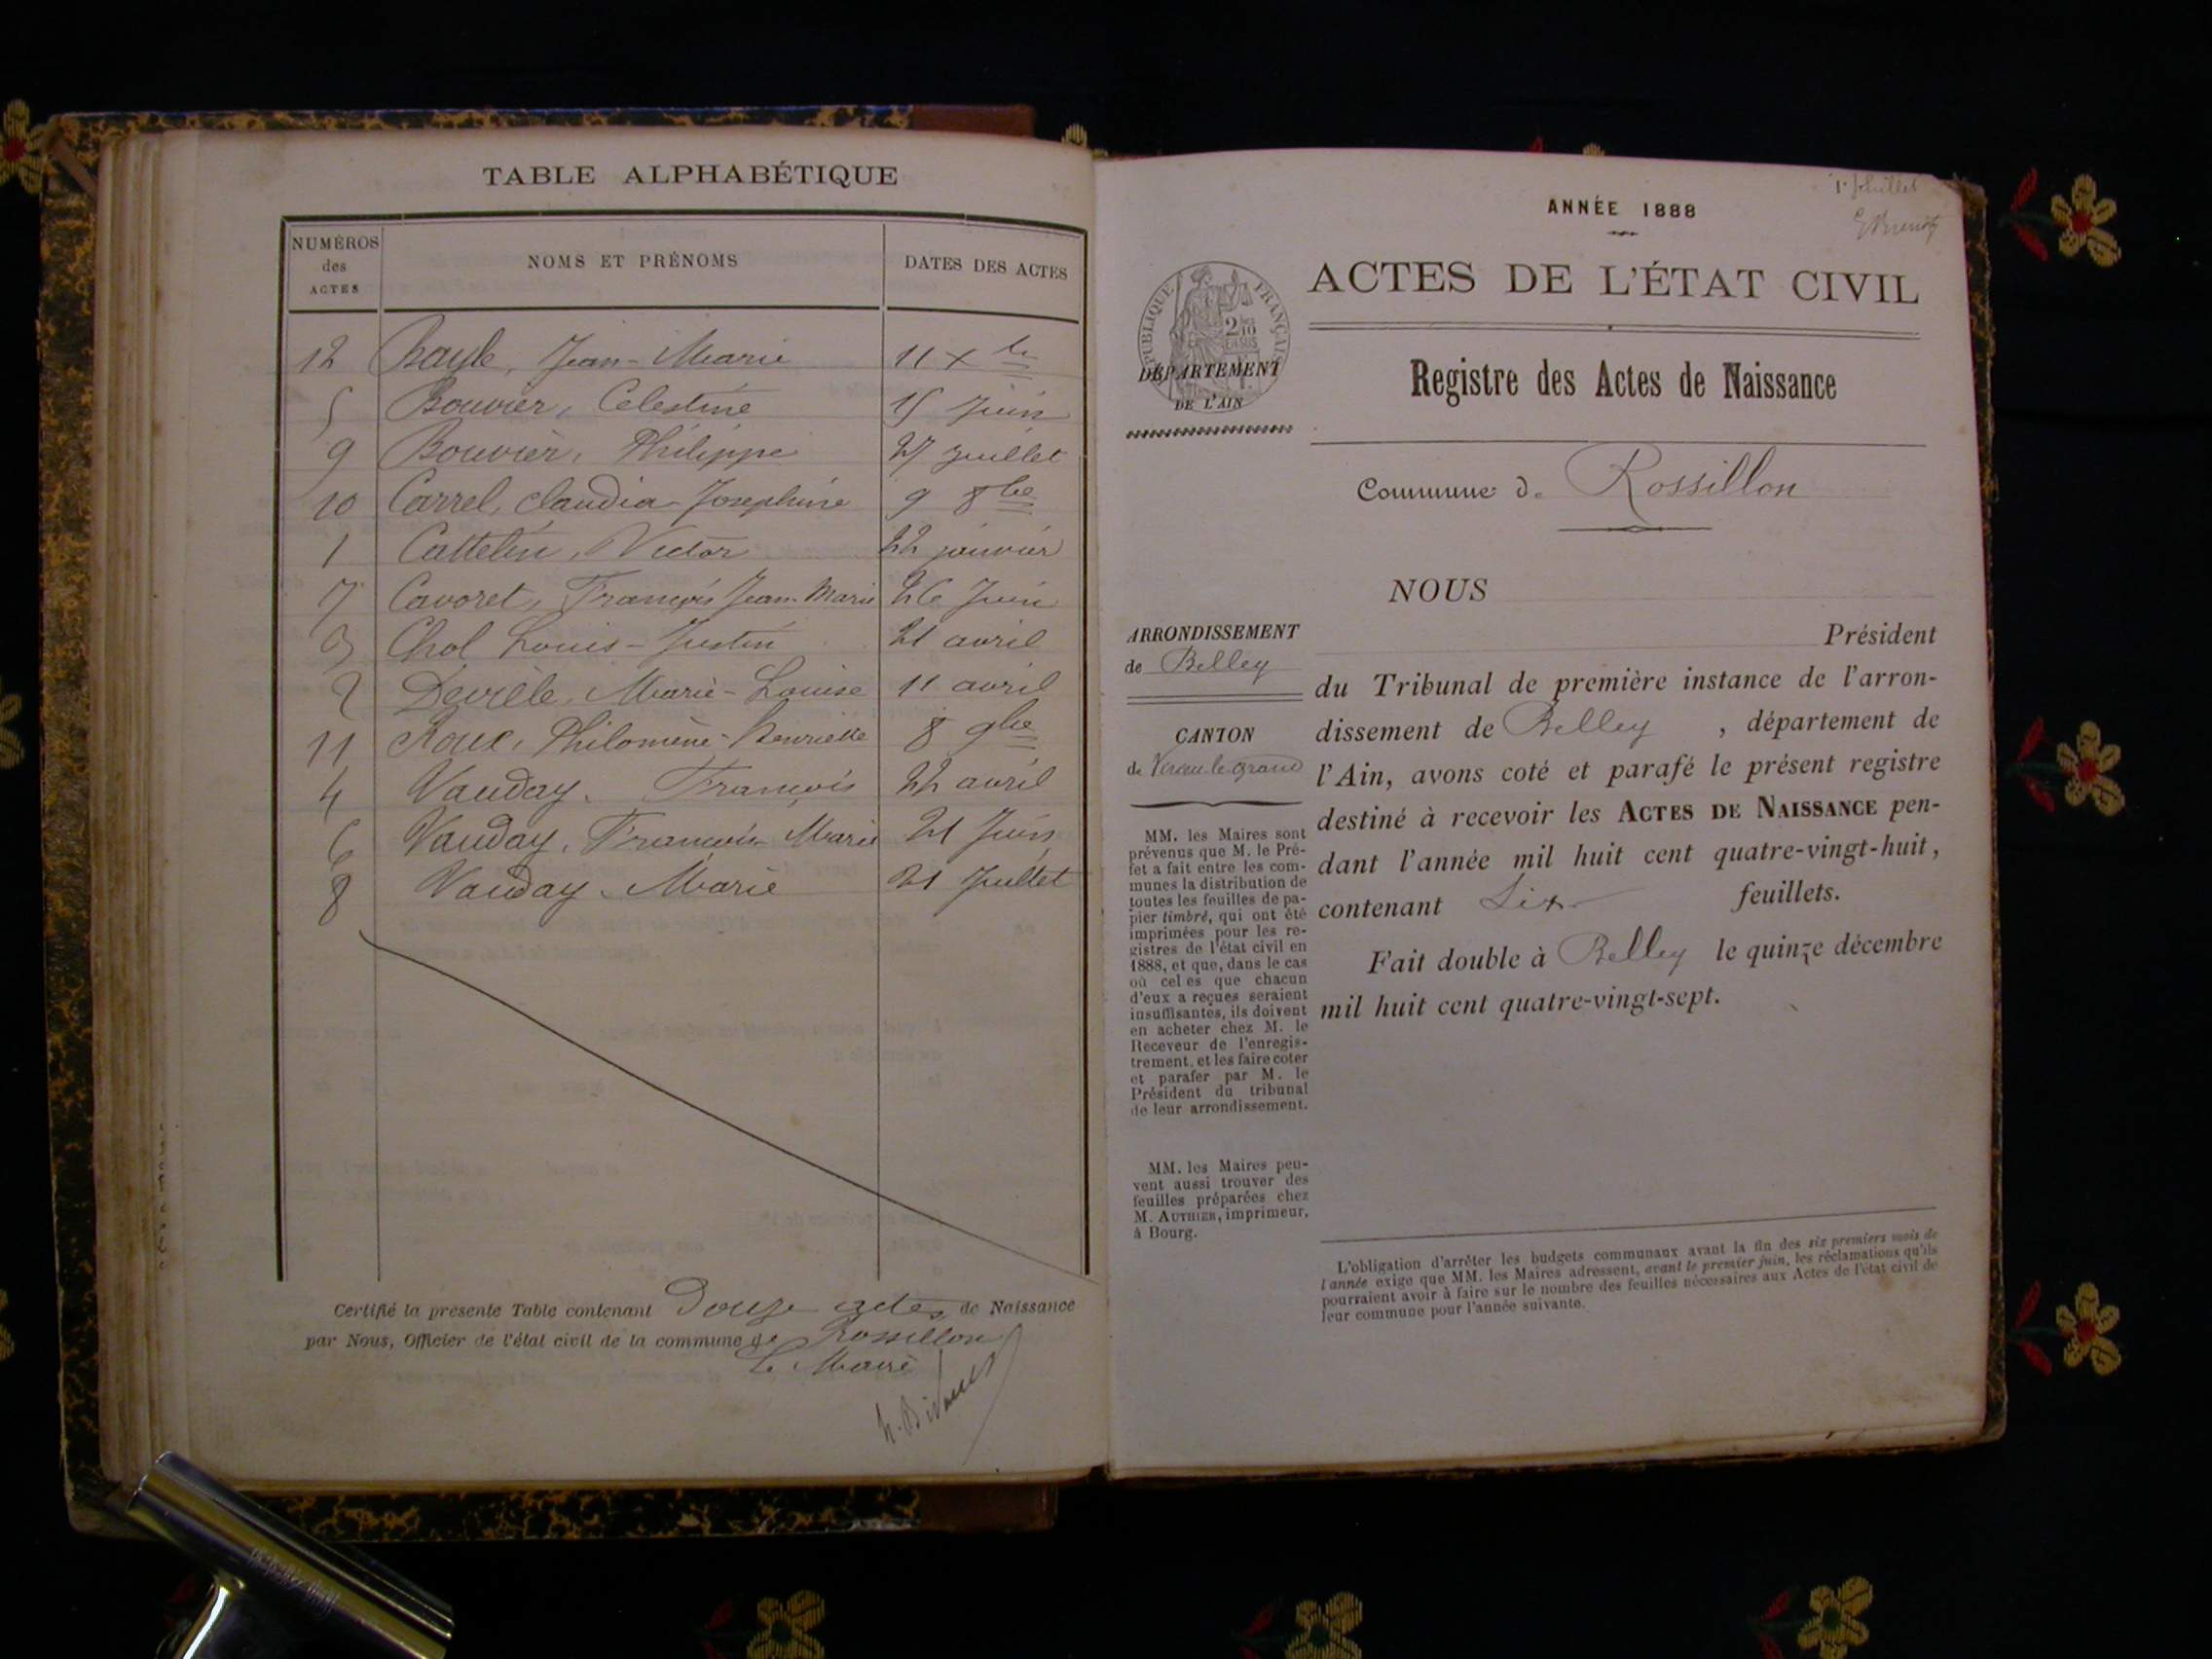 TABLE ALPHABÉTIQUE
NUMÉROS des ACTES
NOMS ET PRÉNOMS
DATES DES ACTES
12 Bayle, Jean-Marie 11 Xbre
5 Bouvier, Celestine 15 Juin
9 Bouvier, Philippe 27 Juillet
10 Carrel, Claudia-Josephine 9 8bre
1 Cattelin, Victor 22 janvier
7 Cavoret, François Jean-Marie 26 Juin
3 Chol Louis-Justin 21 avril
2 Marie-Louise 11 avril
11 Roux, Philomène-Henriette 8 9bre
4 Vauday, François 22 avril
6 Vauday, François Marie 21 Juin
8 Vauday, Marie 21 Juillet
Certifié la présente Table contenant Douze actes de Naissance
par Nous, Officier de l'état civil de la commune de Rossillon
Le Maire
1er feuillet
ANNÉE 1888
ACTES DE L'ÉTAT CIVIL
RÉPUBLIQUE FRANÇAISE
2/10 EN SUS
DÉPARTEMENT
DE L'AIN
Registre des Actes de Naissance
Commune de Rossillon
ARRONDISSEMENT
de Belley
CANTON
de Virieu-le-grand
MM. les Maires sont
prévenus que M. le Pré-
fet a fait entre les com-
munes la distribution de
toutes les feuilles de pa-
pier timbré, qui ont été
imprimées pour les re-
gistres de l'état civil en
1888, et que, dans le cas
où cel es que chacun
d'eux a reçues seraient
insuffisantes, ils doivent
en acheter chez M. le
Receveur de l'enregis-
trement, et les faire coter
et parafer par M. le
Président du tribunal
de leur arrondissement.
MM. les Maires peu-
vent aussi trouver des
feuilles préparées chez
M. AUTHIER, imprimeur,
à Bourg.
NOUS
Président
du Tribunal de première instance de l'arron-
dissement de Belley , département de
l'Ain, avons coté et parafé le présent registre
destiné à recevoir les ACTES DE NAISSANCE pen-
dant l'année mil huit cent quatre-vingt-huit,
contenant Six feuillets.
Fait double à Belley le quinze décembre
mil huit cent quatre-vingt-sept.
L'obligation d'arrêter les budgets communaux avant la fin des six premiers mois de
l'année exige que MM. les Maires adressent, avant le premier juin, les réclamations qu'ils
pourraient avoir à faire sur le nombre des feuilles nécessaires aux Actes de l'état civil de
leur commune pour l'année suivante.